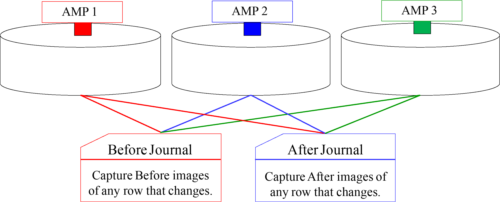 AMP 1
AMP 2
AMP 3
Before Journal
After Journal
Capture Before images
of any row that changes.
Capture After images of
any row that changes.